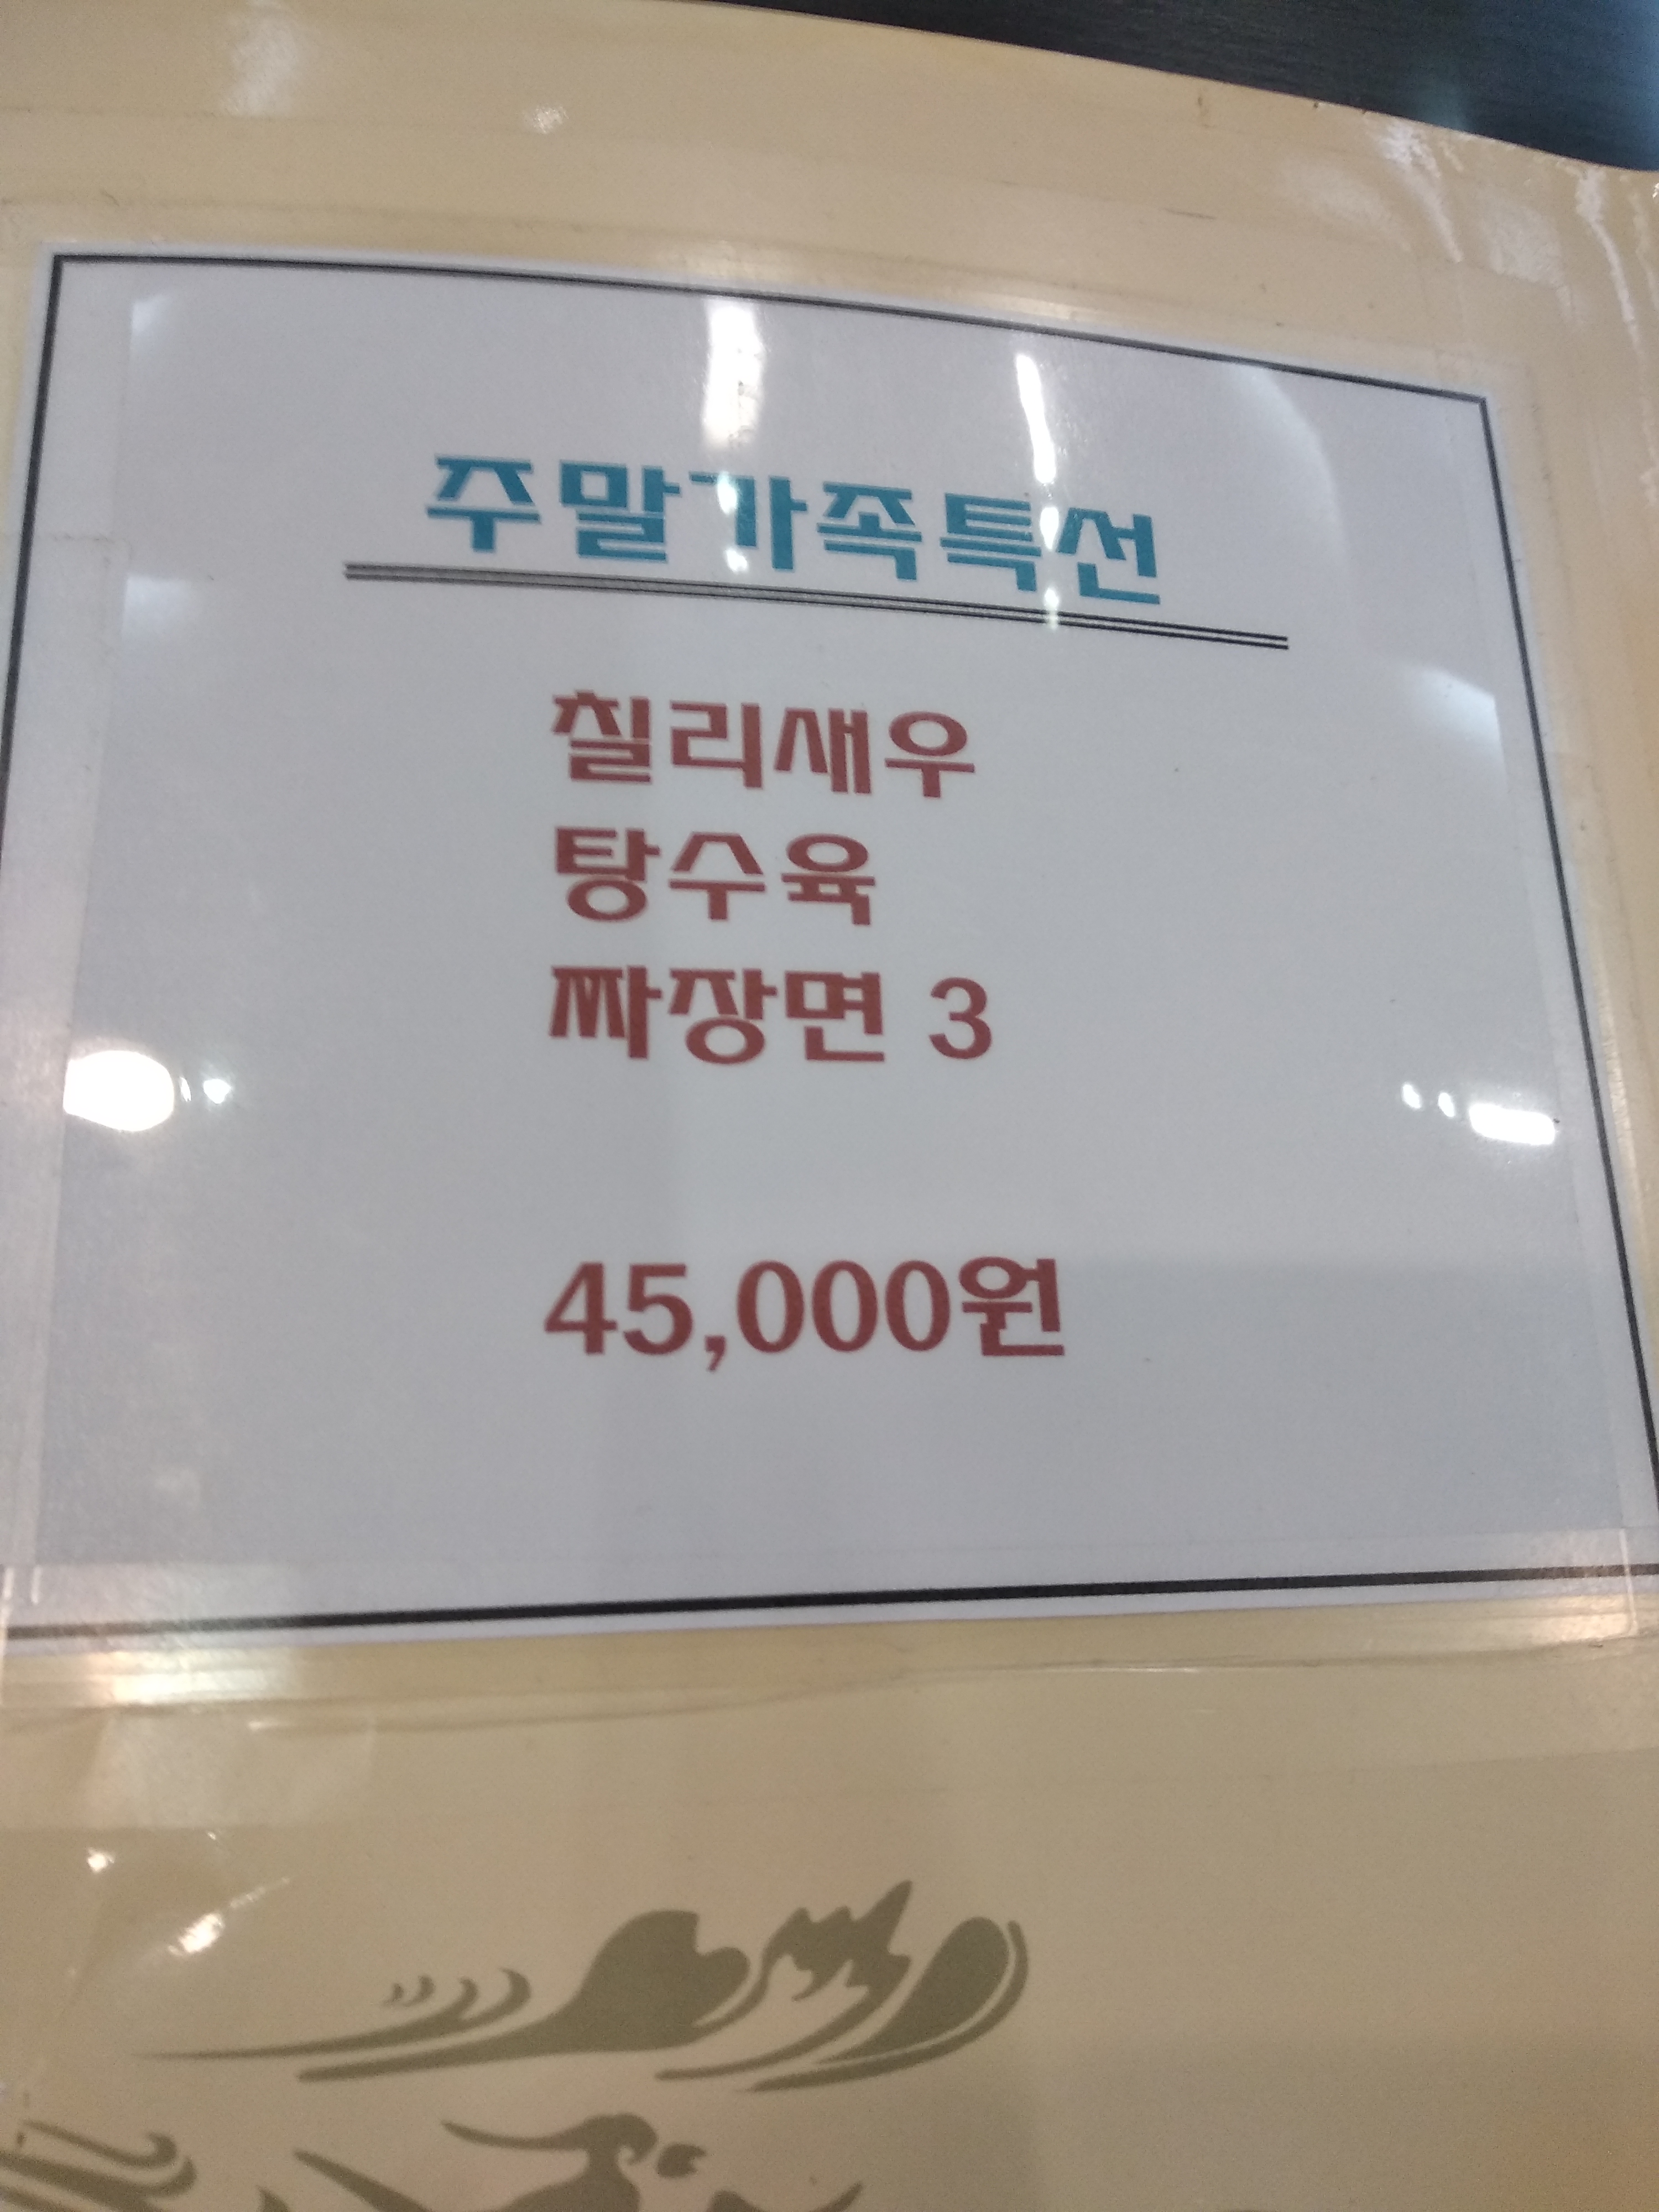 주말가족특선
칠리새우
탕수육
짜장면 3
45,000원